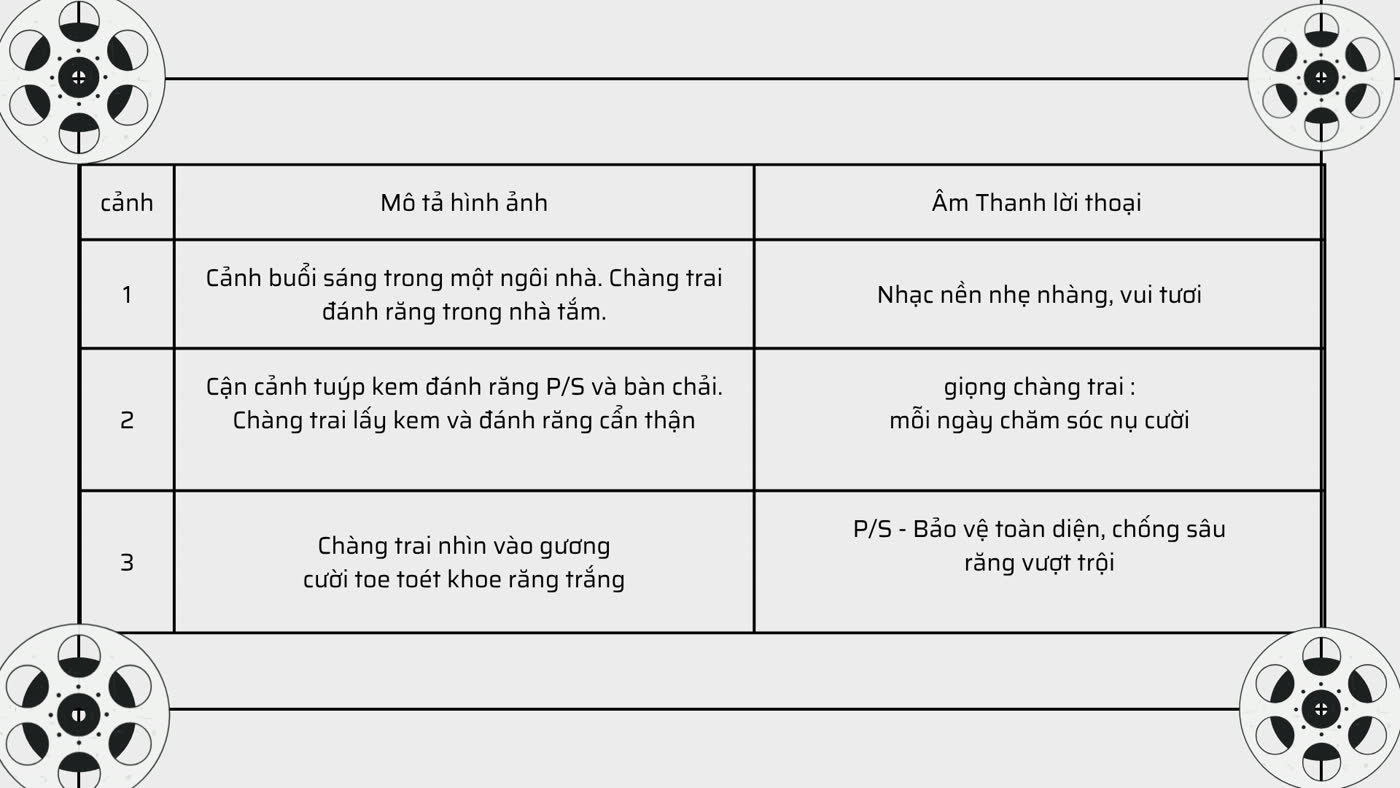 cảnh
Mô tả hình ảnh
Âm Thanh lời thoại
1
Cảnh buổi sáng trong một ngôi nhà. Chàng trai
đánh răng trong nhà tắm.
Nhạc nền nhẹ nhàng, vui tươi
2
Cận cảnh tuýp kem đánh răng P/S và bàn chải.
Chàng trai lấy kem và đánh răng cẩn thận
giọng chàng trai :
mỗi ngày chăm sóc nụ cười
3
Chàng trai nhìn vào gương
cười toe toét khoe răng trắng
P/S - Bảo vệ toàn diện, chống sâu
răng vượt trội